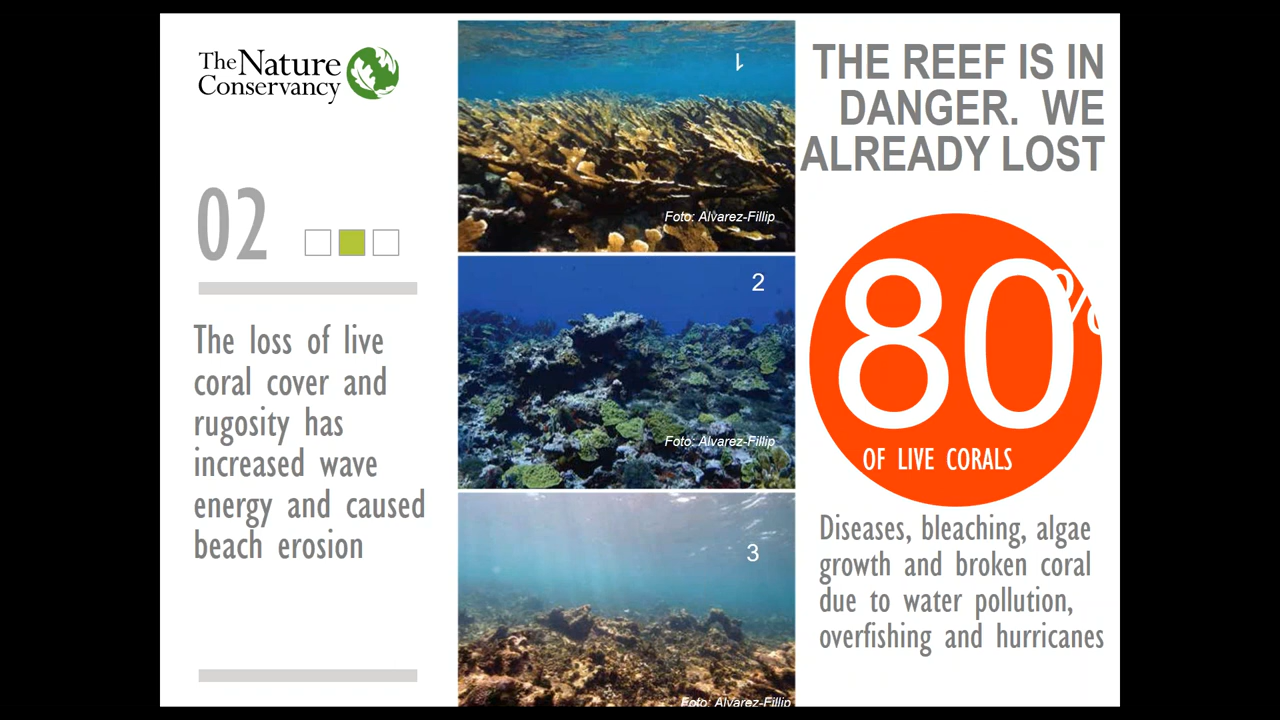 The Nature
Conservancy
02
The loss of live
coral cover and
rugosity has
increased wave
energy and caused
beach erosion
1
Foto: Alvarez-Fillip
2
Foto: Alvarez-Fillip
3
Foto: Alvarez-Fillip
THE REEF IS IN
DANGER. WE
ALREADY LOST
80%
OF LIVE CORALS
Diseases, bleaching, algae
growth and broken coral
due to water pollution,
overfishing and hurricanes